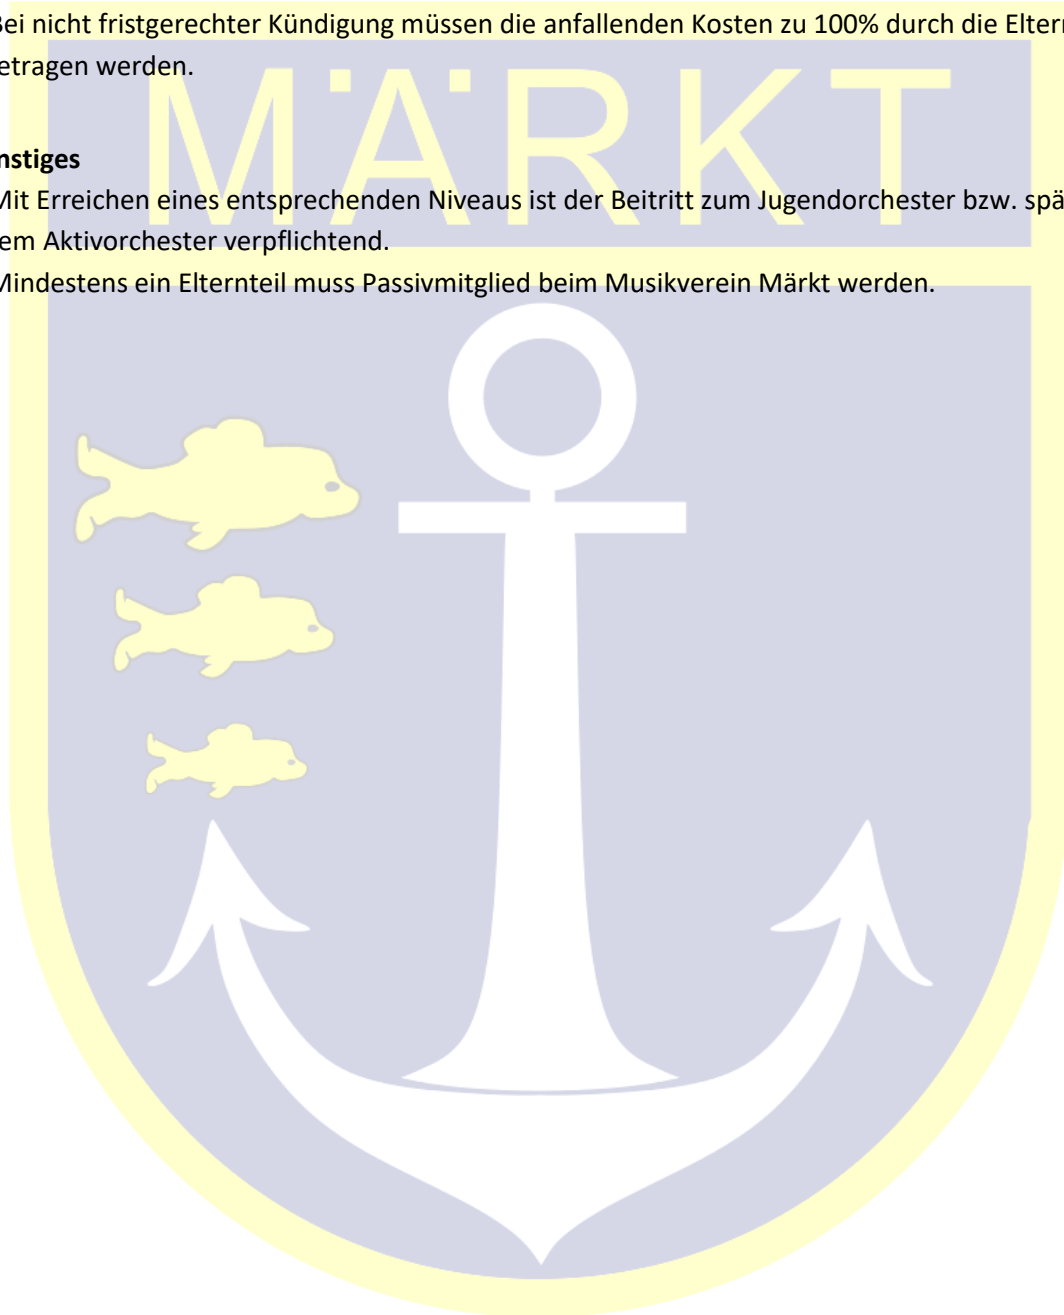 Bei nicht fristgerechter Kündigung müssen die anfallenden Kosten zu 100% durch die Eltern
etragen werden.
MÄRKT
nstiges
Mit Erreichen eines entsprechenden Niveaus ist der Beitritt zum Jugendorchester bzw. spä
em Aktivorchester verpflichtend.
Mindestens ein Elternteil muss Passivmitglied beim Musikverein Märkt werden.